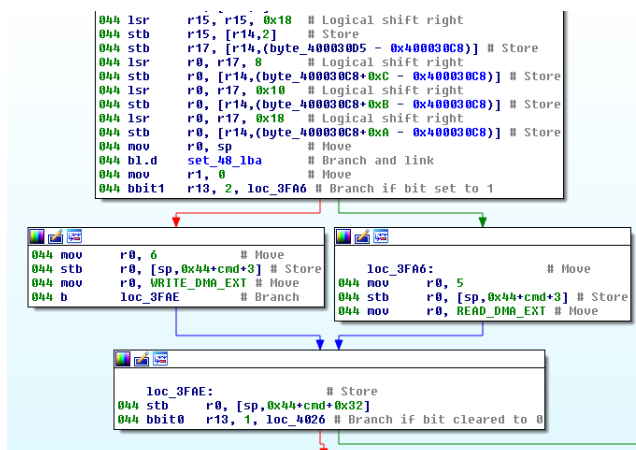 044 lsr r15, r15, 0x18 # Logical shift right
044 stb r15, [r14,2] # Store
044 stb r17, [r14,(byte_400030D5 - 0x400030C8)] # Store
044 lsr r0, r17, 8 # Logical shift right
044 stb r0, [r14,(byte_400030C8+0xC - 0x400030C8)] # Store
044 lsr r0, r17, 0x10 # Logical shift right
044 stb r0, [r14,(byte_400030C8+0xB - 0x400030C8)] # Store
044 lsr r0, r17, 0x18 # Logical shift right
044 stb r0, [r14,(byte_400030C8+0xA - 0x400030C8)] # Store
044 mov r0, sp # Move
044 bl.d set_48_lba # Branch and link
044 mov r1, 0 # Move
044 bbit1 r13, 2, loc_3FA6 # Branch if bit set to 1
044 mov r0, 6 # Move
044 stb r0, [sp,0x44+cmd+3] # Store
044 mov r0, WRITE_DMA_EXT # Move
044 b loc_3FAE # Branch
loc_3FA6: # Move
044 mov r0, 5
044 stb r0, [sp,0x44+cmd+3] # Store
044 mov r0, READ_DMA_EXT # Move
loc_3FAE: # Store
044 stb r0, [sp,0x44+cmd+0x32]
044 bbit0 r13, 1, loc_4026 # Branch if bit cleared to 0